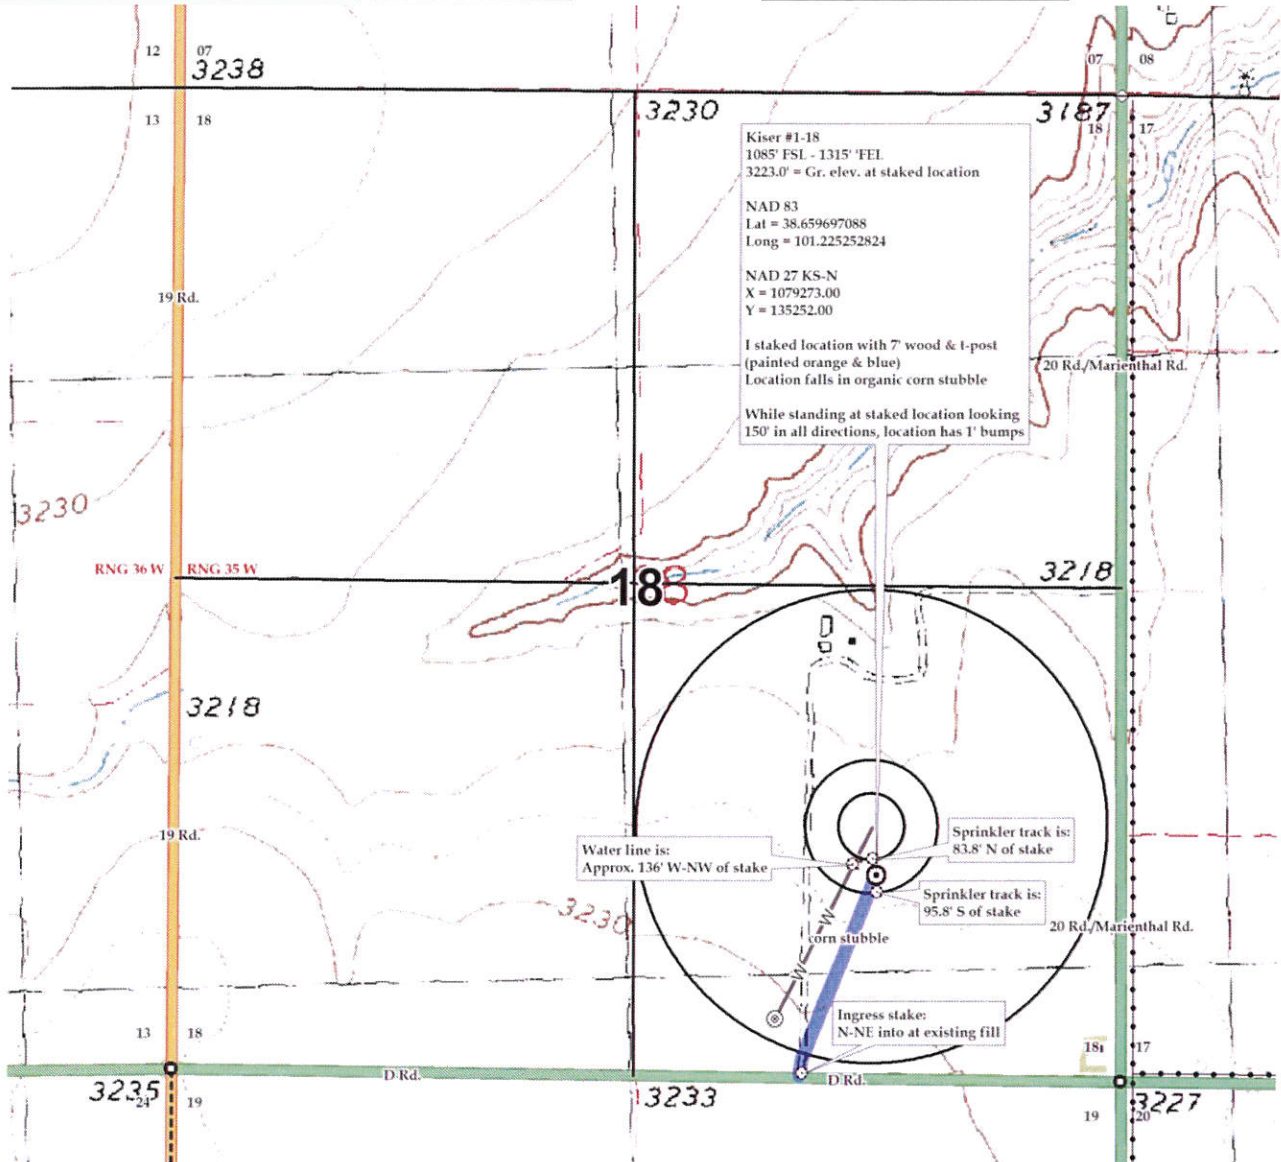 12 07
3238
07 08
13 18
3230
3187
18 17
Kiser #1-18
1085' FSL - 1315' 'FEL
3223.0' = Gr. elev. at staked location
NAD 83
Lat = 38.659697088
Long = 101.225252824
NAD 27 KS-N
X = 1079273.00
Y = 135252.00
I staked location with 7' wood & t-post
(painted orange & blue)
Location falls in organic corn stubble
While standing at staked location looking
150' in all directions, location has 1' bumps
19 Rd.
20 Rd./Marienthal Rd.
3230
RNG 36 W RNG 35 W
18
18
3218
3218
19 Rd.
Water line is:
Approx. 136' W-NW of stake
Sprinkler track is:
83.8' N of stake
Sprinkler track is:
95.8' S of stake
3230
W
corn stubble
20 Rd./Marienthal Rd.
W
Ingress stake:
N-NE into at existing fill
13 18
18 17
D Rd.
D Rd.
3235
24 19
3233
3227
19 20